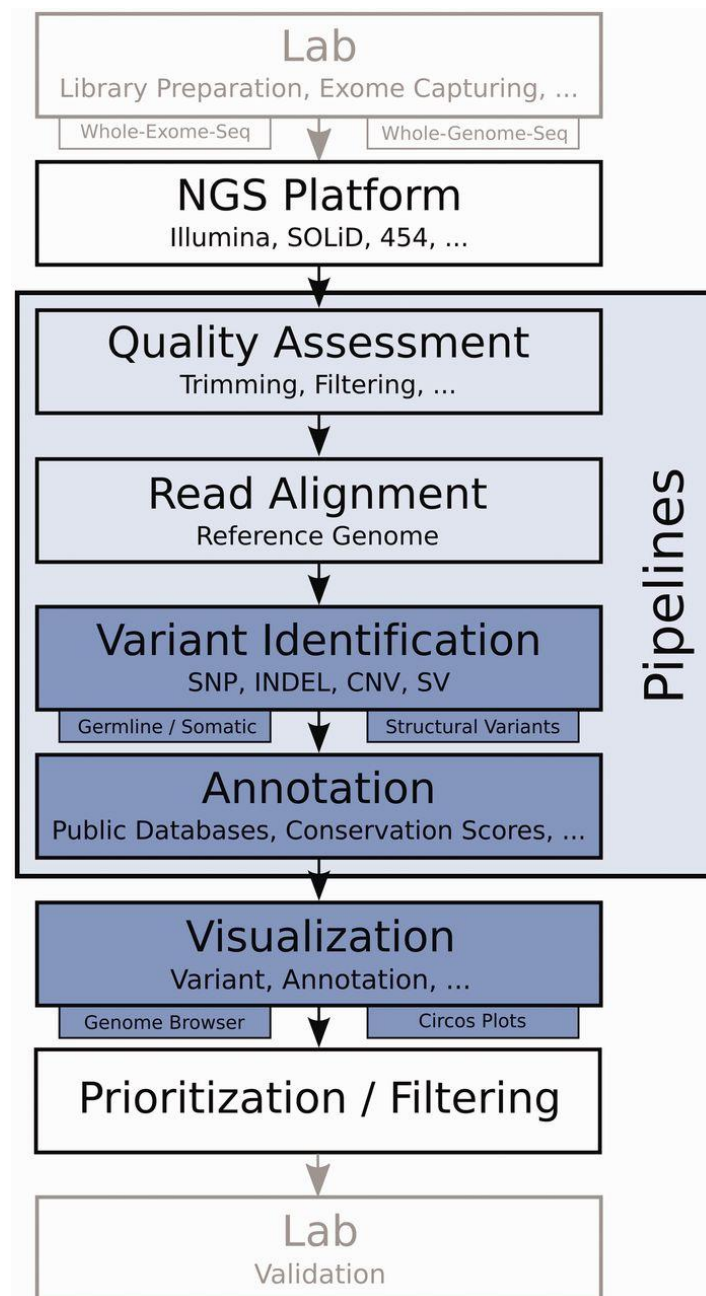 Lab
Library Preparation, Exome Capturing, ...
Whole-Exome-Seq
Whole-Genome-Seq
NGS Platform
Illumina, SOLiD, 454, ...
Quality Assessment
Trimming, Filtering, ...
Read Alignment
Reference Genome
Variant Identification
SNP, INDEL, CNV, SV
Germline / Somatic
Structural Variants
Annotation
Public Databases, Conservation Scores, ...
Pipelines
Visualization
Variant, Annotation, ...
Genome Browser
Circos Plots
Prioritization / Filtering
Lab
Validation